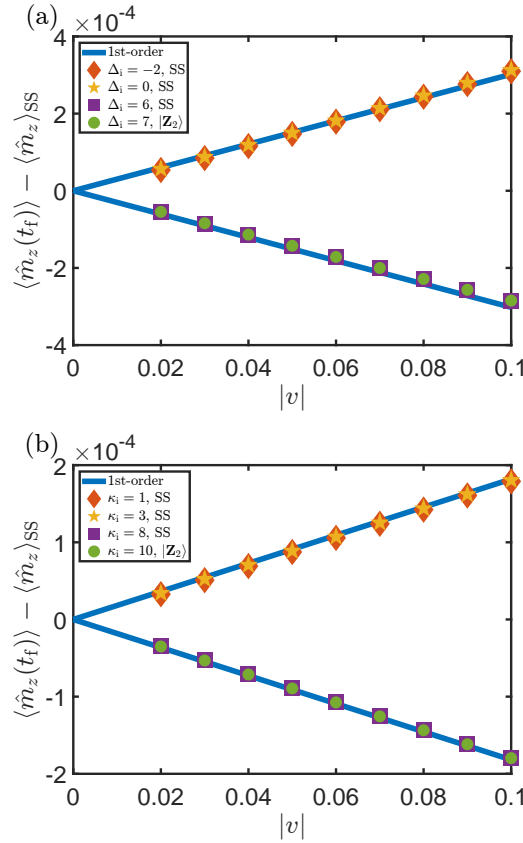 (a)
×10⁻⁴
4
2
0
-2
-4
⟨m̂z(tf)⟩ − ⟨m̂z⟩SS
1st-order
Δi = −2, SS
Δi = 0, SS
Δi = 6, SS
Δi = 7, |Z2⟩
0 0.02 0.04 0.06 0.08 0.1
|v|
(b)
×10⁻⁴
2
1
0
-1
-2
⟨m̂z(tf)⟩ − ⟨m̂z⟩SS
1st-order
κi = 1, SS
κi = 3, SS
κi = 8, SS
κi = 10, |Z2⟩
0 0.02 0.04 0.06 0.08 0.1
|v|